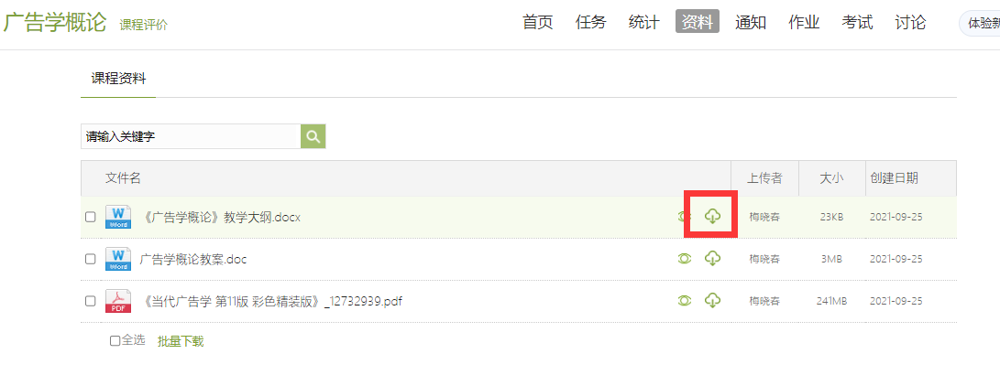 广告学概论 课程评价 首页 任务 统计 资料 通知 作业 考试 讨论 体验新
课程资料
请输入关键字
文件名 上传者 大小 创建日期
Word 《广告学概论》教学大纲.docx 梅晓春 23KB 2021-09-25
Word 广告学概论教案.doc 梅晓春 3MB 2021-09-25
PDF 《当代广告学 第11版 彩色精装版》_12732939.pdf 梅晓春 241MB 2021-09-25
全选 批量下载